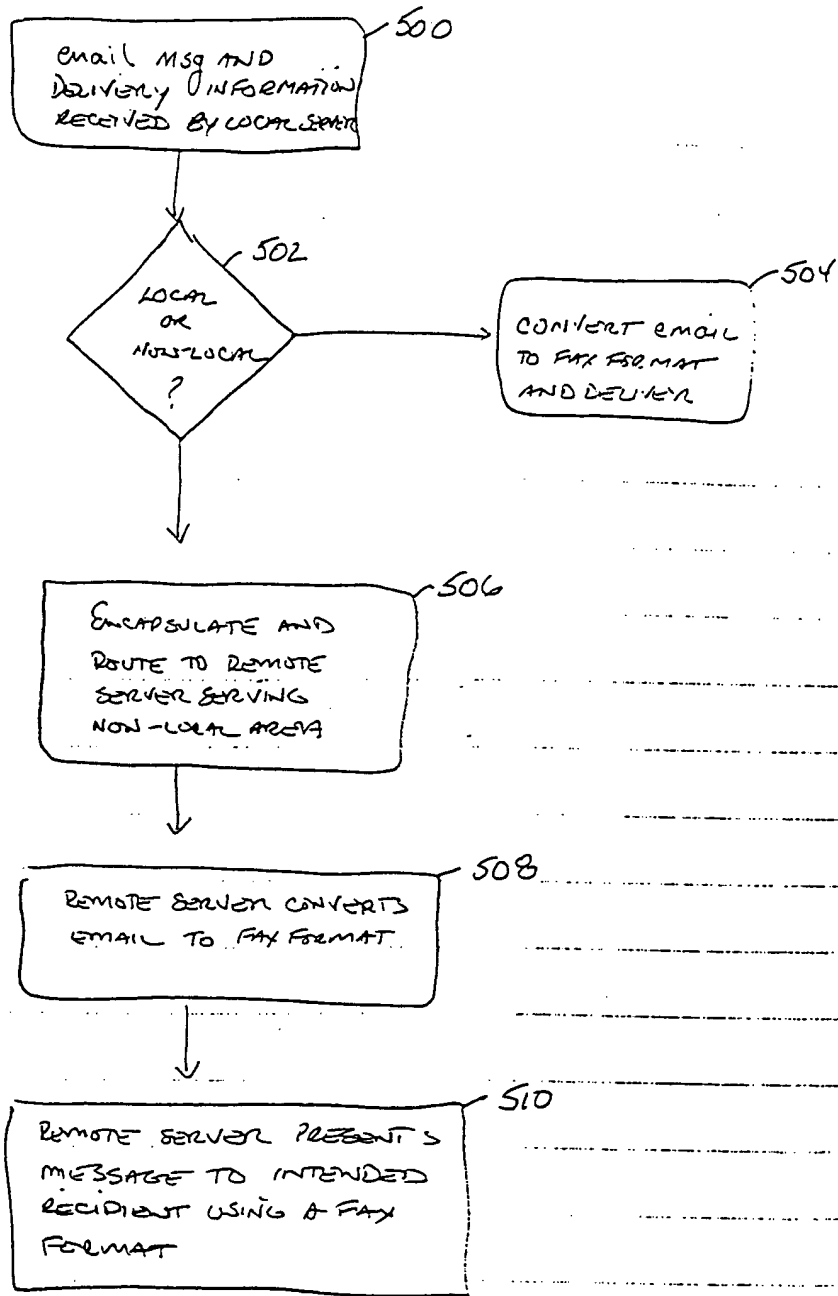 500
email msg AND
DELIVERY INFORMATION
RECEIVED BY LOCAL SERVER
502
LOCAL
OR
NON-LOCAL
?
504
CONVERT email
TO FAX FORMAT
AND DELIVER
506
ENCAPSULATE AND
ROUTE TO REMOTE
SERVER SERVING
NON-LOCAL AREA
508
REMOTE SERVER CONVERTS
EMAIL TO FAX FORMAT
510
REMOTE SERVER PRESENTS
MESSAGE TO INTENDED
RECIDIENT USING A FAX
FORMAT